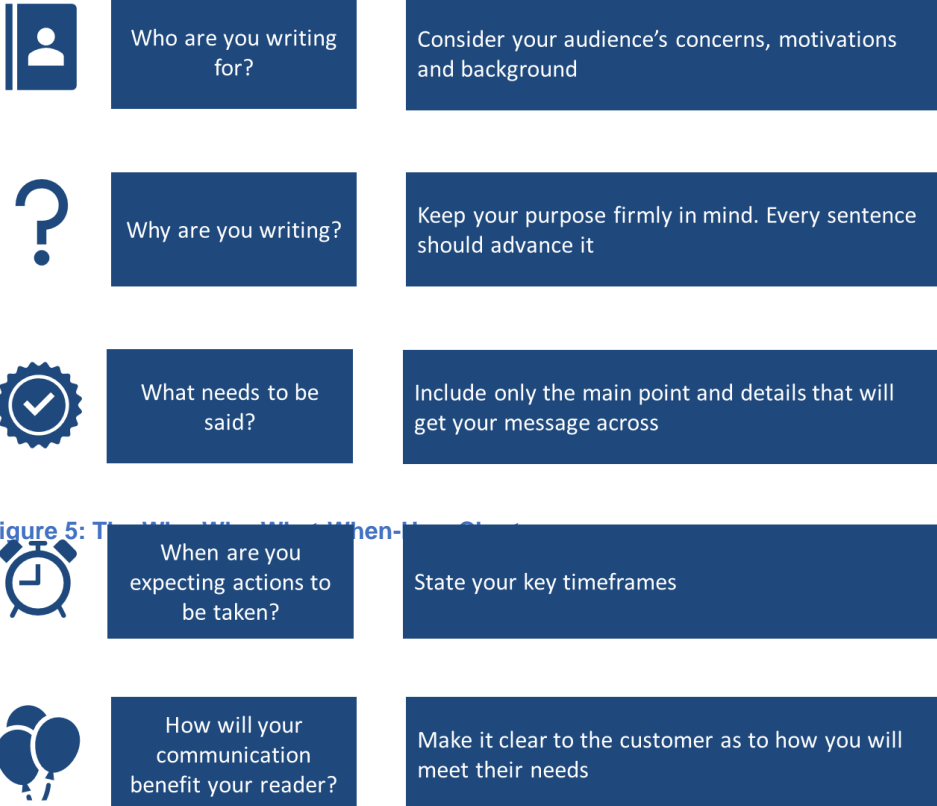 Who are you writing
for?
Consider your audience's concerns, motivations
and background
Why are you writing?
Keep your purpose firmly in mind. Every sentence
should advance it
What needs to be
said?
Include only the main point and details that will
get your message across
igure 5: T
When are you
expecting actions to
be taken?
State your key timeframes
How will your
communication
benefit your reader?
Make it clear to the customer as to how you will
meet their needs